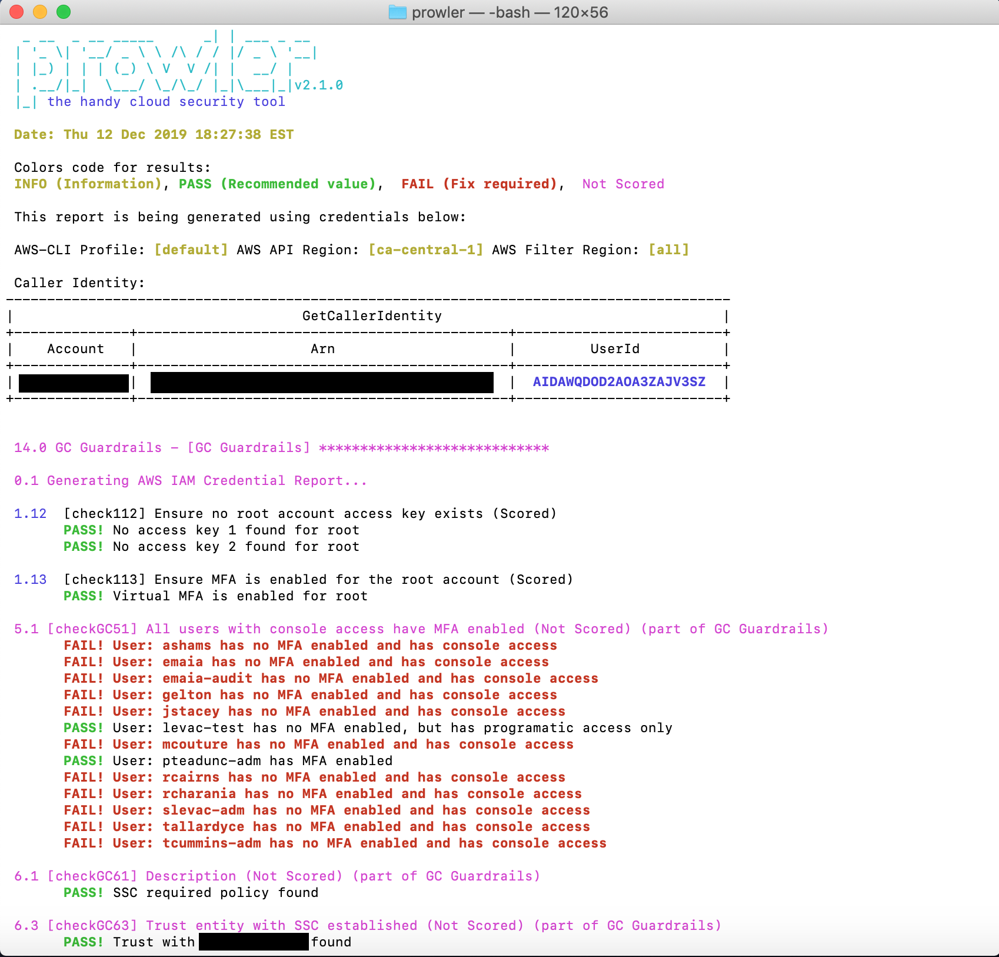 prowler — -bash — 120×56
 _ __  _ __ _____      _| | ___ _ __
| '_ \| '__/ _ \ \ /\ / / |/ _ \ '__|
| |_) | | | (_) \ V  V /| |  __/ |
| .__/|_|  \___/ \_/\_/ |_|\___|_|v2.1.0
|_| the handy cloud security tool
Date: Thu 12 Dec 2019 18:27:38 EST
Colors code for results:
INFO (Information), PASS (Recommended value),  FAIL (Fix required),  Not Scored
This report is being generated using credentials below:
AWS-CLI Profile: [default] AWS API Region: [ca-central-1] AWS Filter Region: [all]
Caller Identity:
----------------------------------------------------------------------------------------
|                                   GetCallerIdentity                                  |
+--------------+---------------------------------------------+-------------------------+
|    Account   |                     Arn                     |         UserId          |
+--------------+---------------------------------------------+-------------------------+
|              |                                             |  AIDAWQDOD2AOA3ZAJV3SZ  |
+--------------+---------------------------------------------+-------------------------+
14.0 GC Guardrails - [GC Guardrails] ****************************
0.1 Generating AWS IAM Credential Report...
1.12  [check112] Ensure no root account access key exists (Scored)
PASS! No access key 1 found for root
PASS! No access key 2 found for root
1.13  [check113] Ensure MFA is enabled for the root account (Scored)
PASS! Virtual MFA is enabled for root
5.1 [checkGC51] All users with console access have MFA enabled (Not Scored) (part of GC Guardrails)
FAIL! User: ashams has no MFA enabled and has console access
FAIL! User: emaia has no MFA enabled and has console access
FAIL! User: emaia-audit has no MFA enabled and has console access
FAIL! User: gelton has no MFA enabled and has console access
FAIL! User: jstacey has no MFA enabled and has console access
PASS! User: levac-test has no MFA enabled, but has programatic access only
FAIL! User: mcouture has no MFA enabled and has console access
PASS! User: pteadunc-adm has MFA enabled
FAIL! User: rcairns has no MFA enabled and has console access
FAIL! User: rcharania has no MFA enabled and has console access
FAIL! User: slevac-adm has no MFA enabled and has console access
FAIL! User: tallardyce has no MFA enabled and has console access
FAIL! User: tcummins-adm has no MFA enabled and has console access
6.1 [checkGC61] Description (Not Scored) (part of GC Guardrails)
PASS! SSC required policy found
6.3 [checkGC63] Trust entity with SSC established (Not Scored) (part of GC Guardrails)
PASS! Trust with found